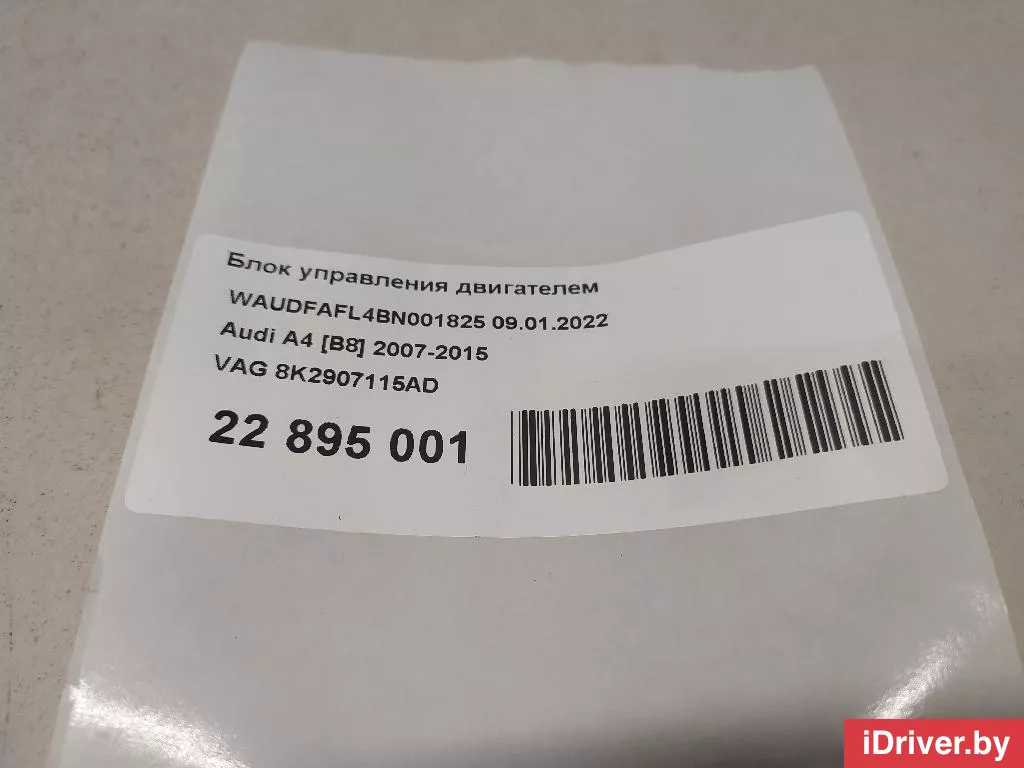 Блок управления двигателем
WAUDFAFL4BN001825 09.01.2022
Audi A4 [B8] 2007-2015
VAG 8K2907115AD
22 895 001
iDriver.by